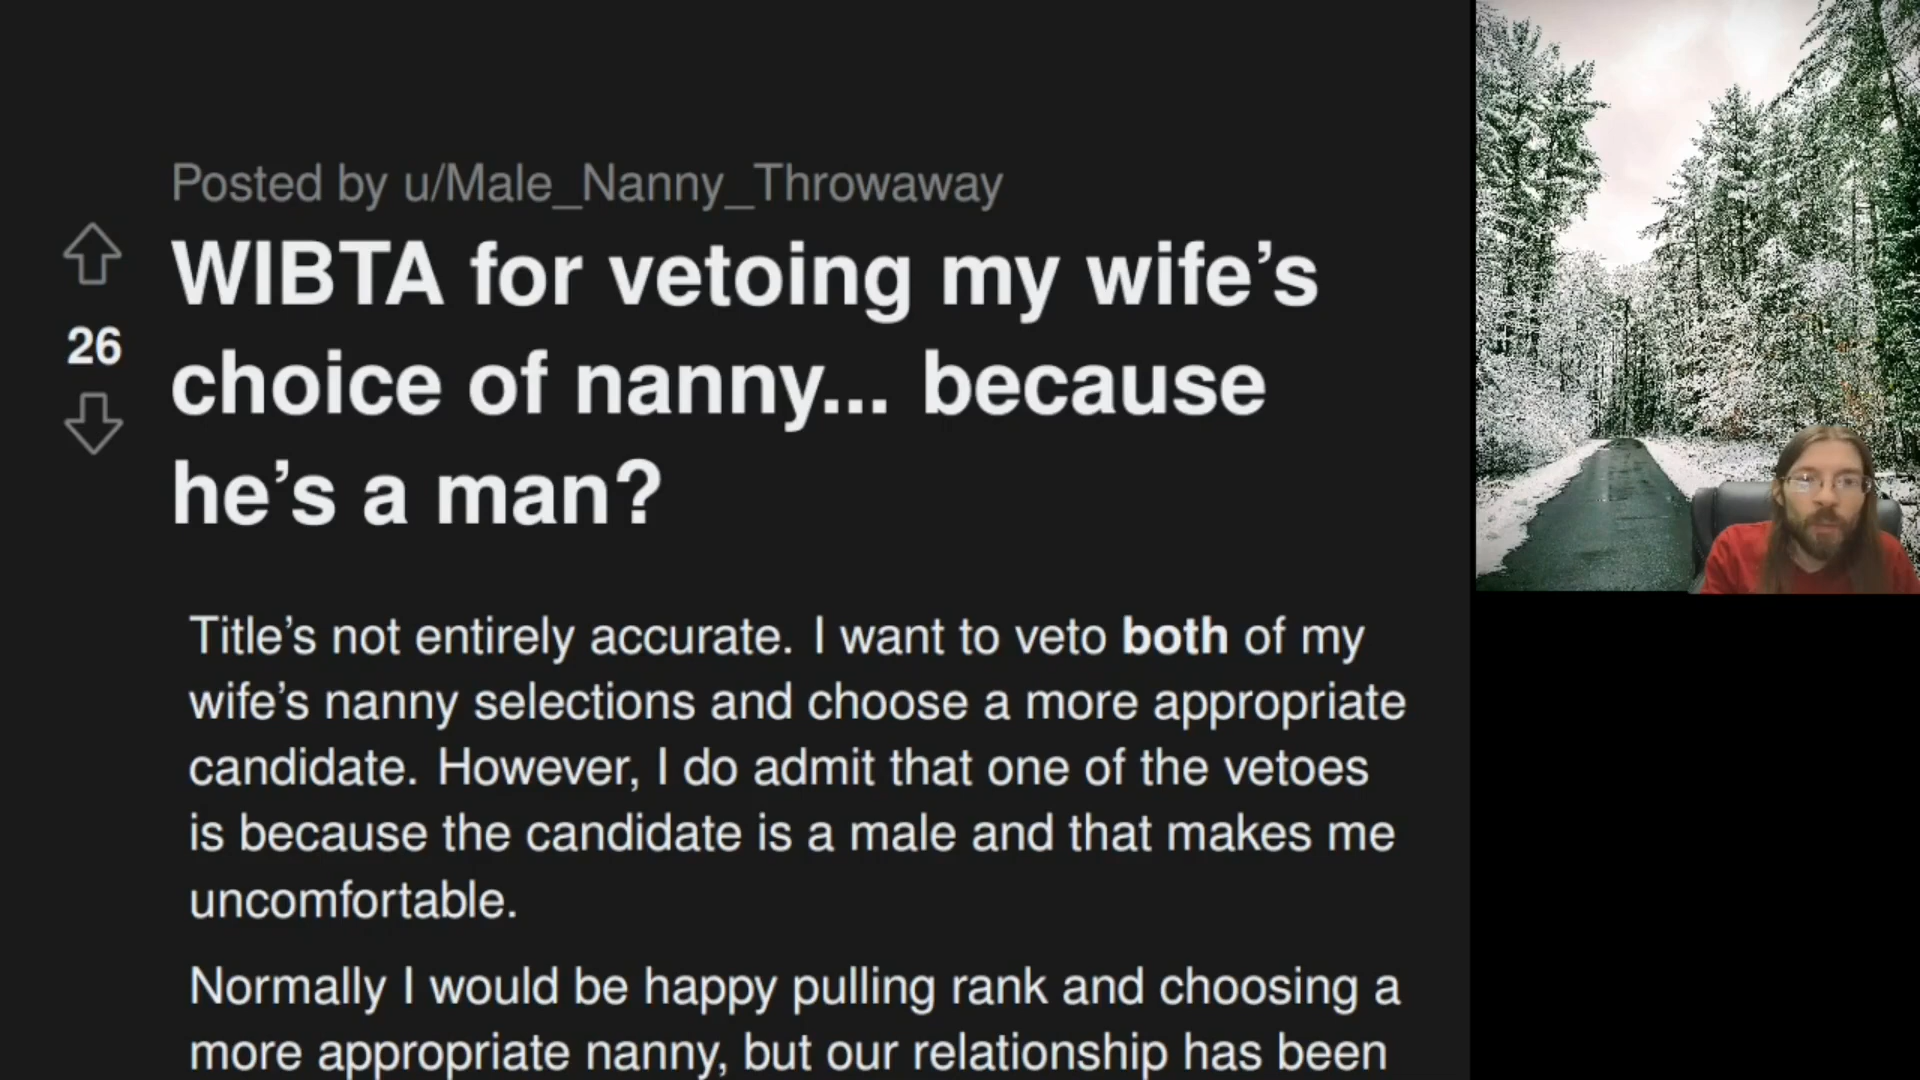 Posted by u/Male_Nanny_Throwaway
WIBTA for vetoing my wife’s
26
choice of nanny... because
he’s a man?
Title’s not entirely accurate. I want to veto both of my
wife’s nanny selections and choose a more appropriate
candidate. However, I do admit that one of the vetoes
is because the candidate is a male and that makes me
uncomfortable.
Normally I would be happy pulling rank and choosing a
more appropriate nanny, but our relationship has been